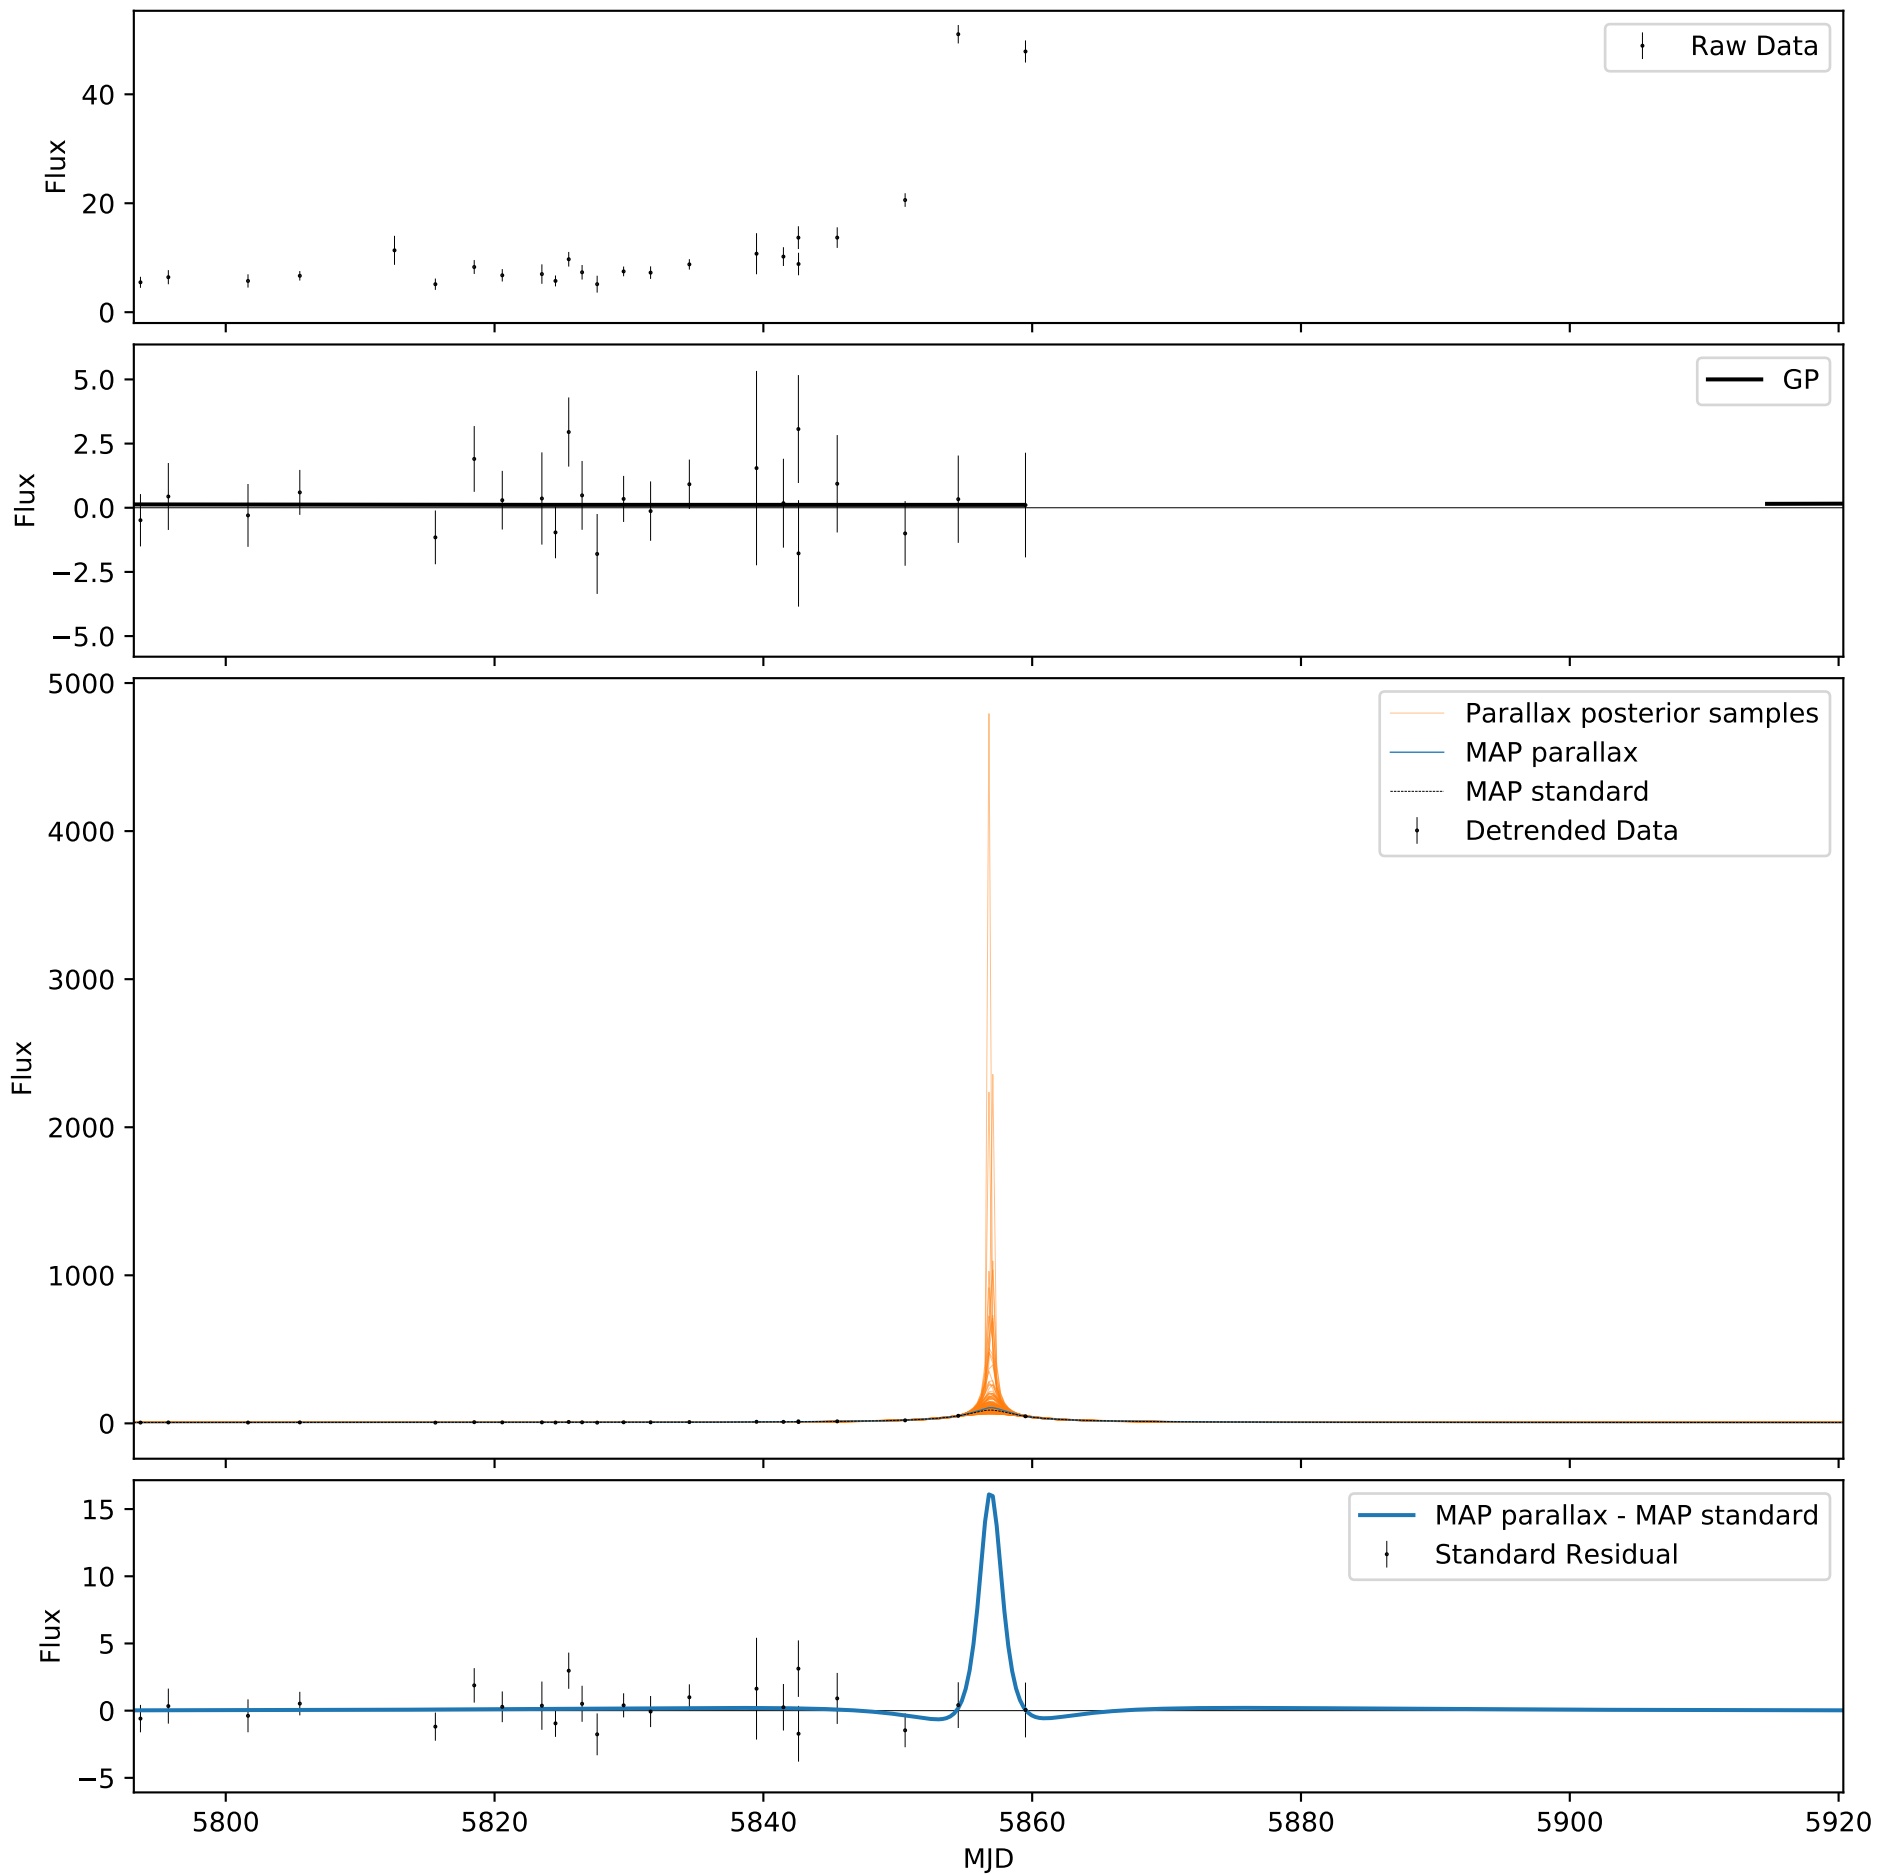 Raw Data
40
20
0
Flux
GP
5.0
2.5
0.0
−2.5
−5.0
Flux
Parallax posterior samples
MAP parallax
MAP standard
Detrended Data
5000
4000
3000
2000
1000
0
Flux
MAP parallax - MAP standard
Standard Residual
15
10
5
0
−5
Flux
5800 5820 5840 5860 5880 5900 5920
MJD